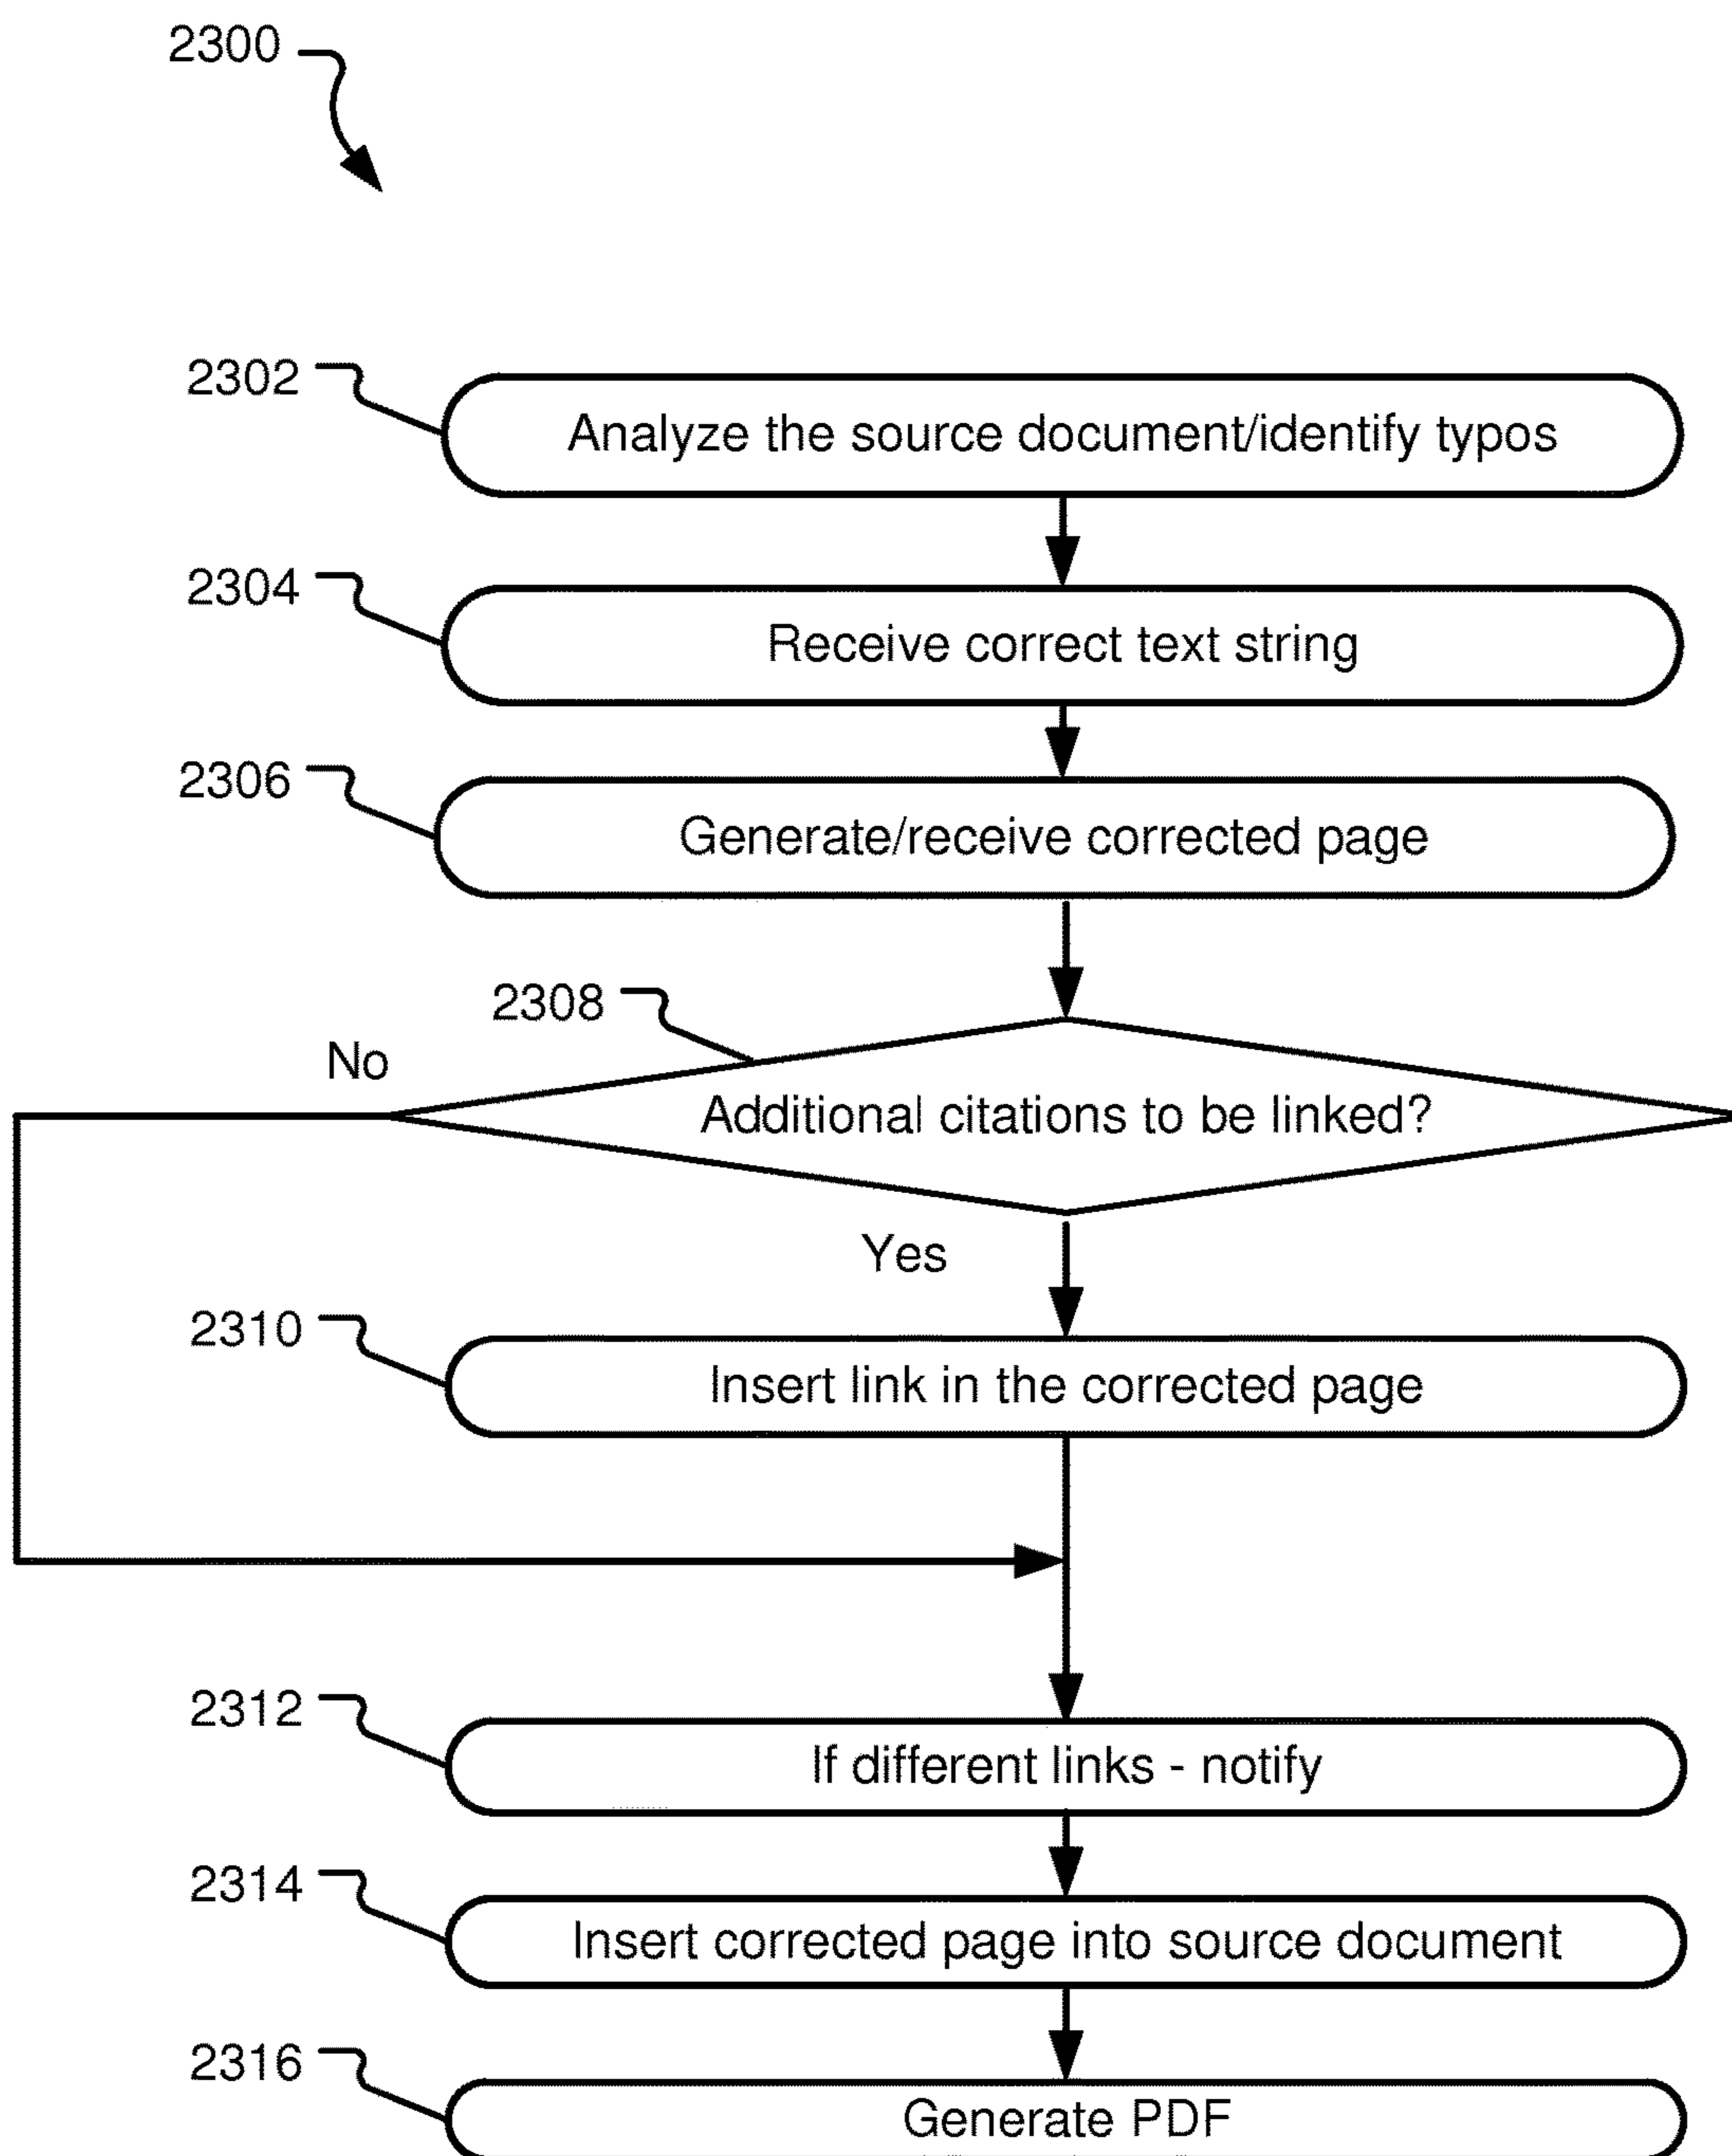 2300
2302
Analyze the source document/identify typos
2304
Receive correct text string
2306
Generate/receive corrected page
2308
No
Additional citations to be linked?
Yes
2310
Insert link in the corrected page
2312
If different links - notify
2314
Insert corrected page into source document
2316
Generate PDF